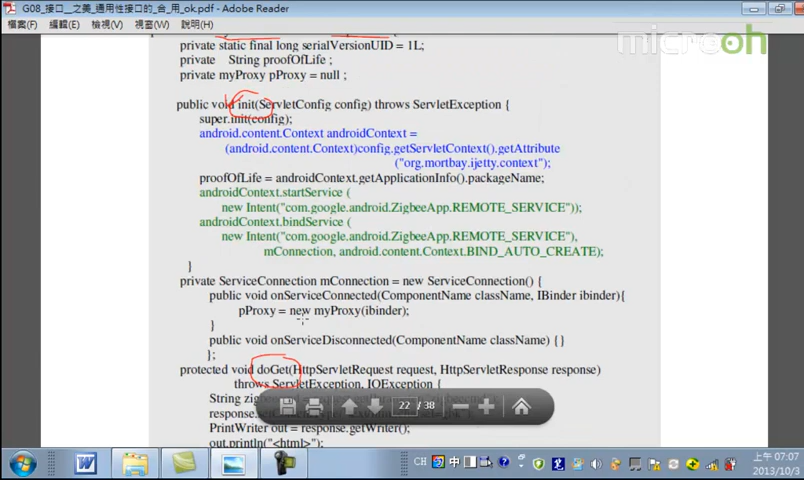 G08_接口__之美_通用性接口的_合_用_ok.pdf - Adobe Reader
檔案(F) 編輯(E) 檢視(V) 視窗(W) 說明(H)
microoh
private static final long serialVersionUID = 1L;
private String proofOfLife ;
private myProxy pProxy = null ;
public void init(ServletConfig config) throws ServletException {
super.init(config);
android.content.Context androidContext =
(android.content.Context)config.getServletContext().getAttribute
("org.mortbay.ijetty.context");
proofOfLife = androidContext.getApplicationInfo().packageName;
androidContext.startService (
new Intent("com.google.android.ZigbeeApp.REMOTE_SERVICE"));
androidContext.bindService (
new Intent("com.google.android.ZigbeeApp.REMOTE_SERVICE"),
mConnection, android.content.Context.BIND_AUTO_CREATE);
}
private ServiceConnection mConnection = new ServiceConnection() {
public void onServiceConnected(ComponentName className, IBinder ibinder){
pProxy = new myProxy(ibinder);
}
public void onServiceDisconnected(ComponentName className) {}
};
protected void doGet(HttpServletRequest request, HttpServletResponse response)
throws ServletException, IOException {
String
response.
22 / 38
PrintWriter out = response.getWriter();
out.println("<html>");
CH 中
上午 07:07
2013/10/3